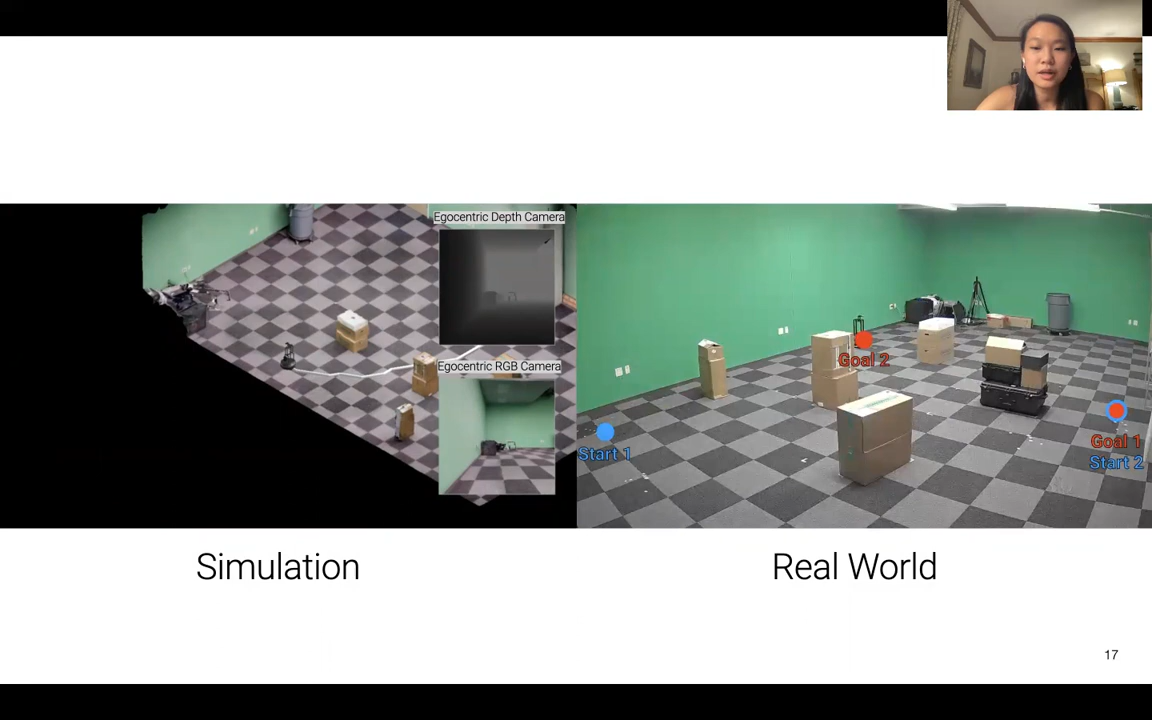 Egocentric Depth Camera
Egocentric RGB Camera
Goal 2
Start 1
Goal 1
Start 2
Simulation
Real World
17